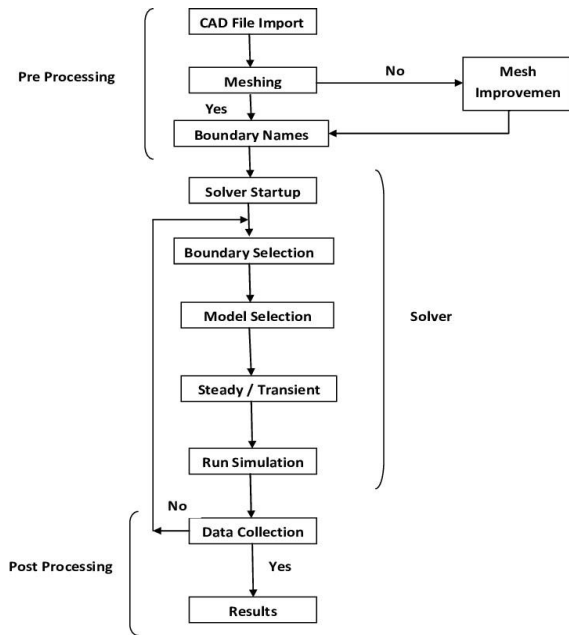 CAD File Import
Pre Processing
Meshing
No
Mesh
Improvemen
Yes
Boundary Names
Solver Startup
Boundary Selection
Model Selection
Solver
Steady / Transient
Run Simulation
No
Data Collection
Post Processing
Yes
Results